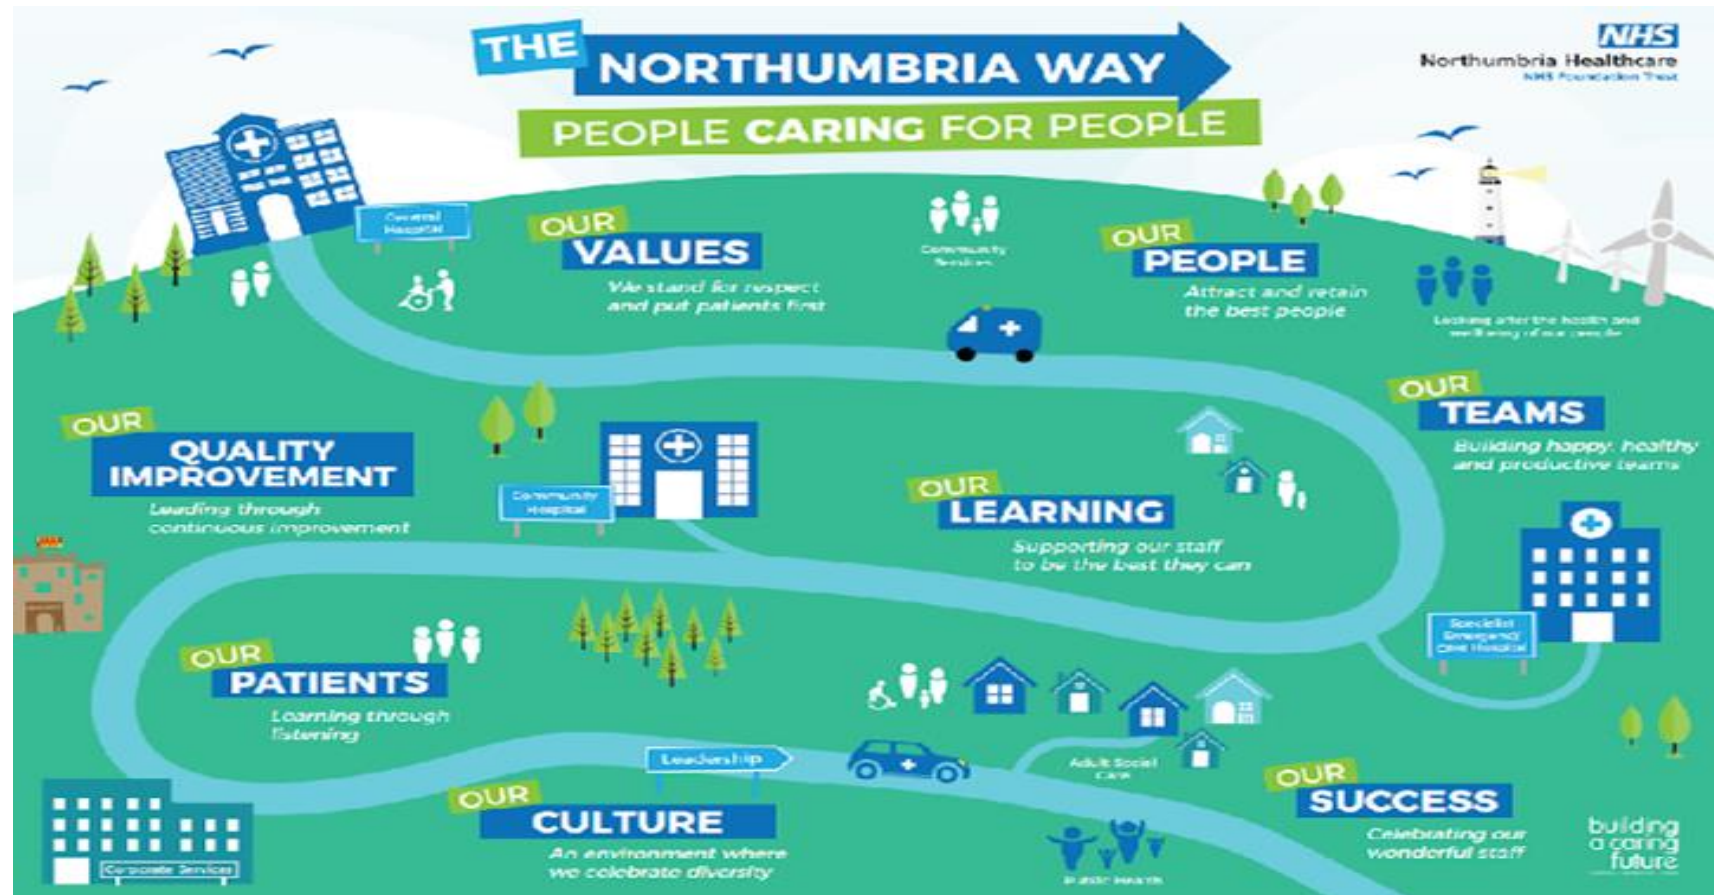 THE
NORTHUMBRIA WAY
PEOPLE CARING FOR PEOPLE
NHS
Northumbria Healthcare
NHS Foundation Trust
General
Hospital
OUR
VALUES
We stand for respect
and put patients first
Community
Services
OUR
PEOPLE
Attract and retain
the best people
Looking after the health and
wellbeing of our people
OUR
TEAMS
Building happy, healthy
and productive teams
OUR
QUALITY
IMPROVEMENT
Leading through
continuous improvement
Community
Hospital
OUR
LEARNING
Supporting our staff
to be the best they can
Specialist
Emergency
Care Hospital
OUR
PATIENTS
Learning through
listening
Leadership
Adult Social
Care
OUR
CULTURE
An environment where
we celebrate diversity
Corporate Services
Public Health
OUR
SUCCESS
Celebrating our
wonderful staff
building
a caring
future